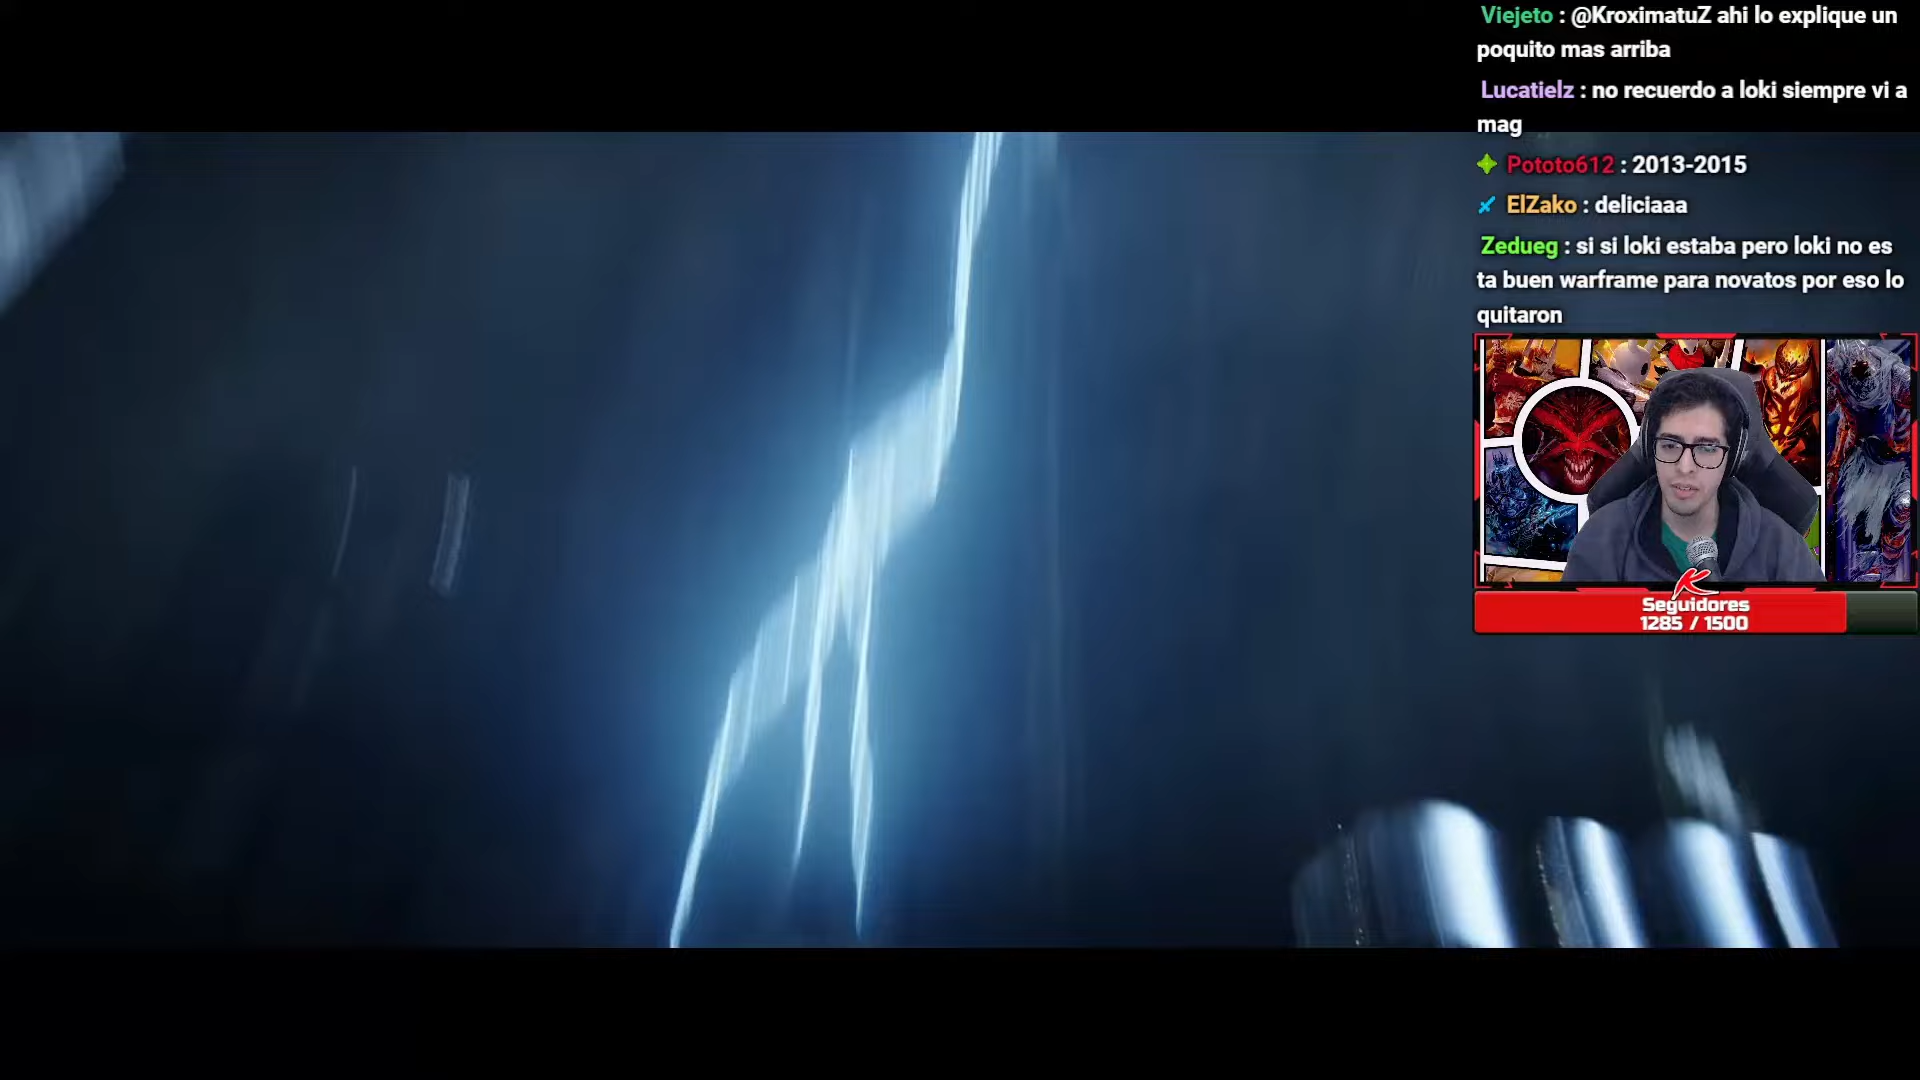 Viejeto : @KroximatuZ ahi lo explique un
poquito mas arriba
Lucatielz : no recuerdo a loki siempre vi a
mag
Pototo612 : 2013-2015
ElZako : deliciaaa
Zedueg : si si loki estaba pero loki no es
ta buen warframe para novatos por eso lo
quitaron
K
Seguidores
1285 / 1500